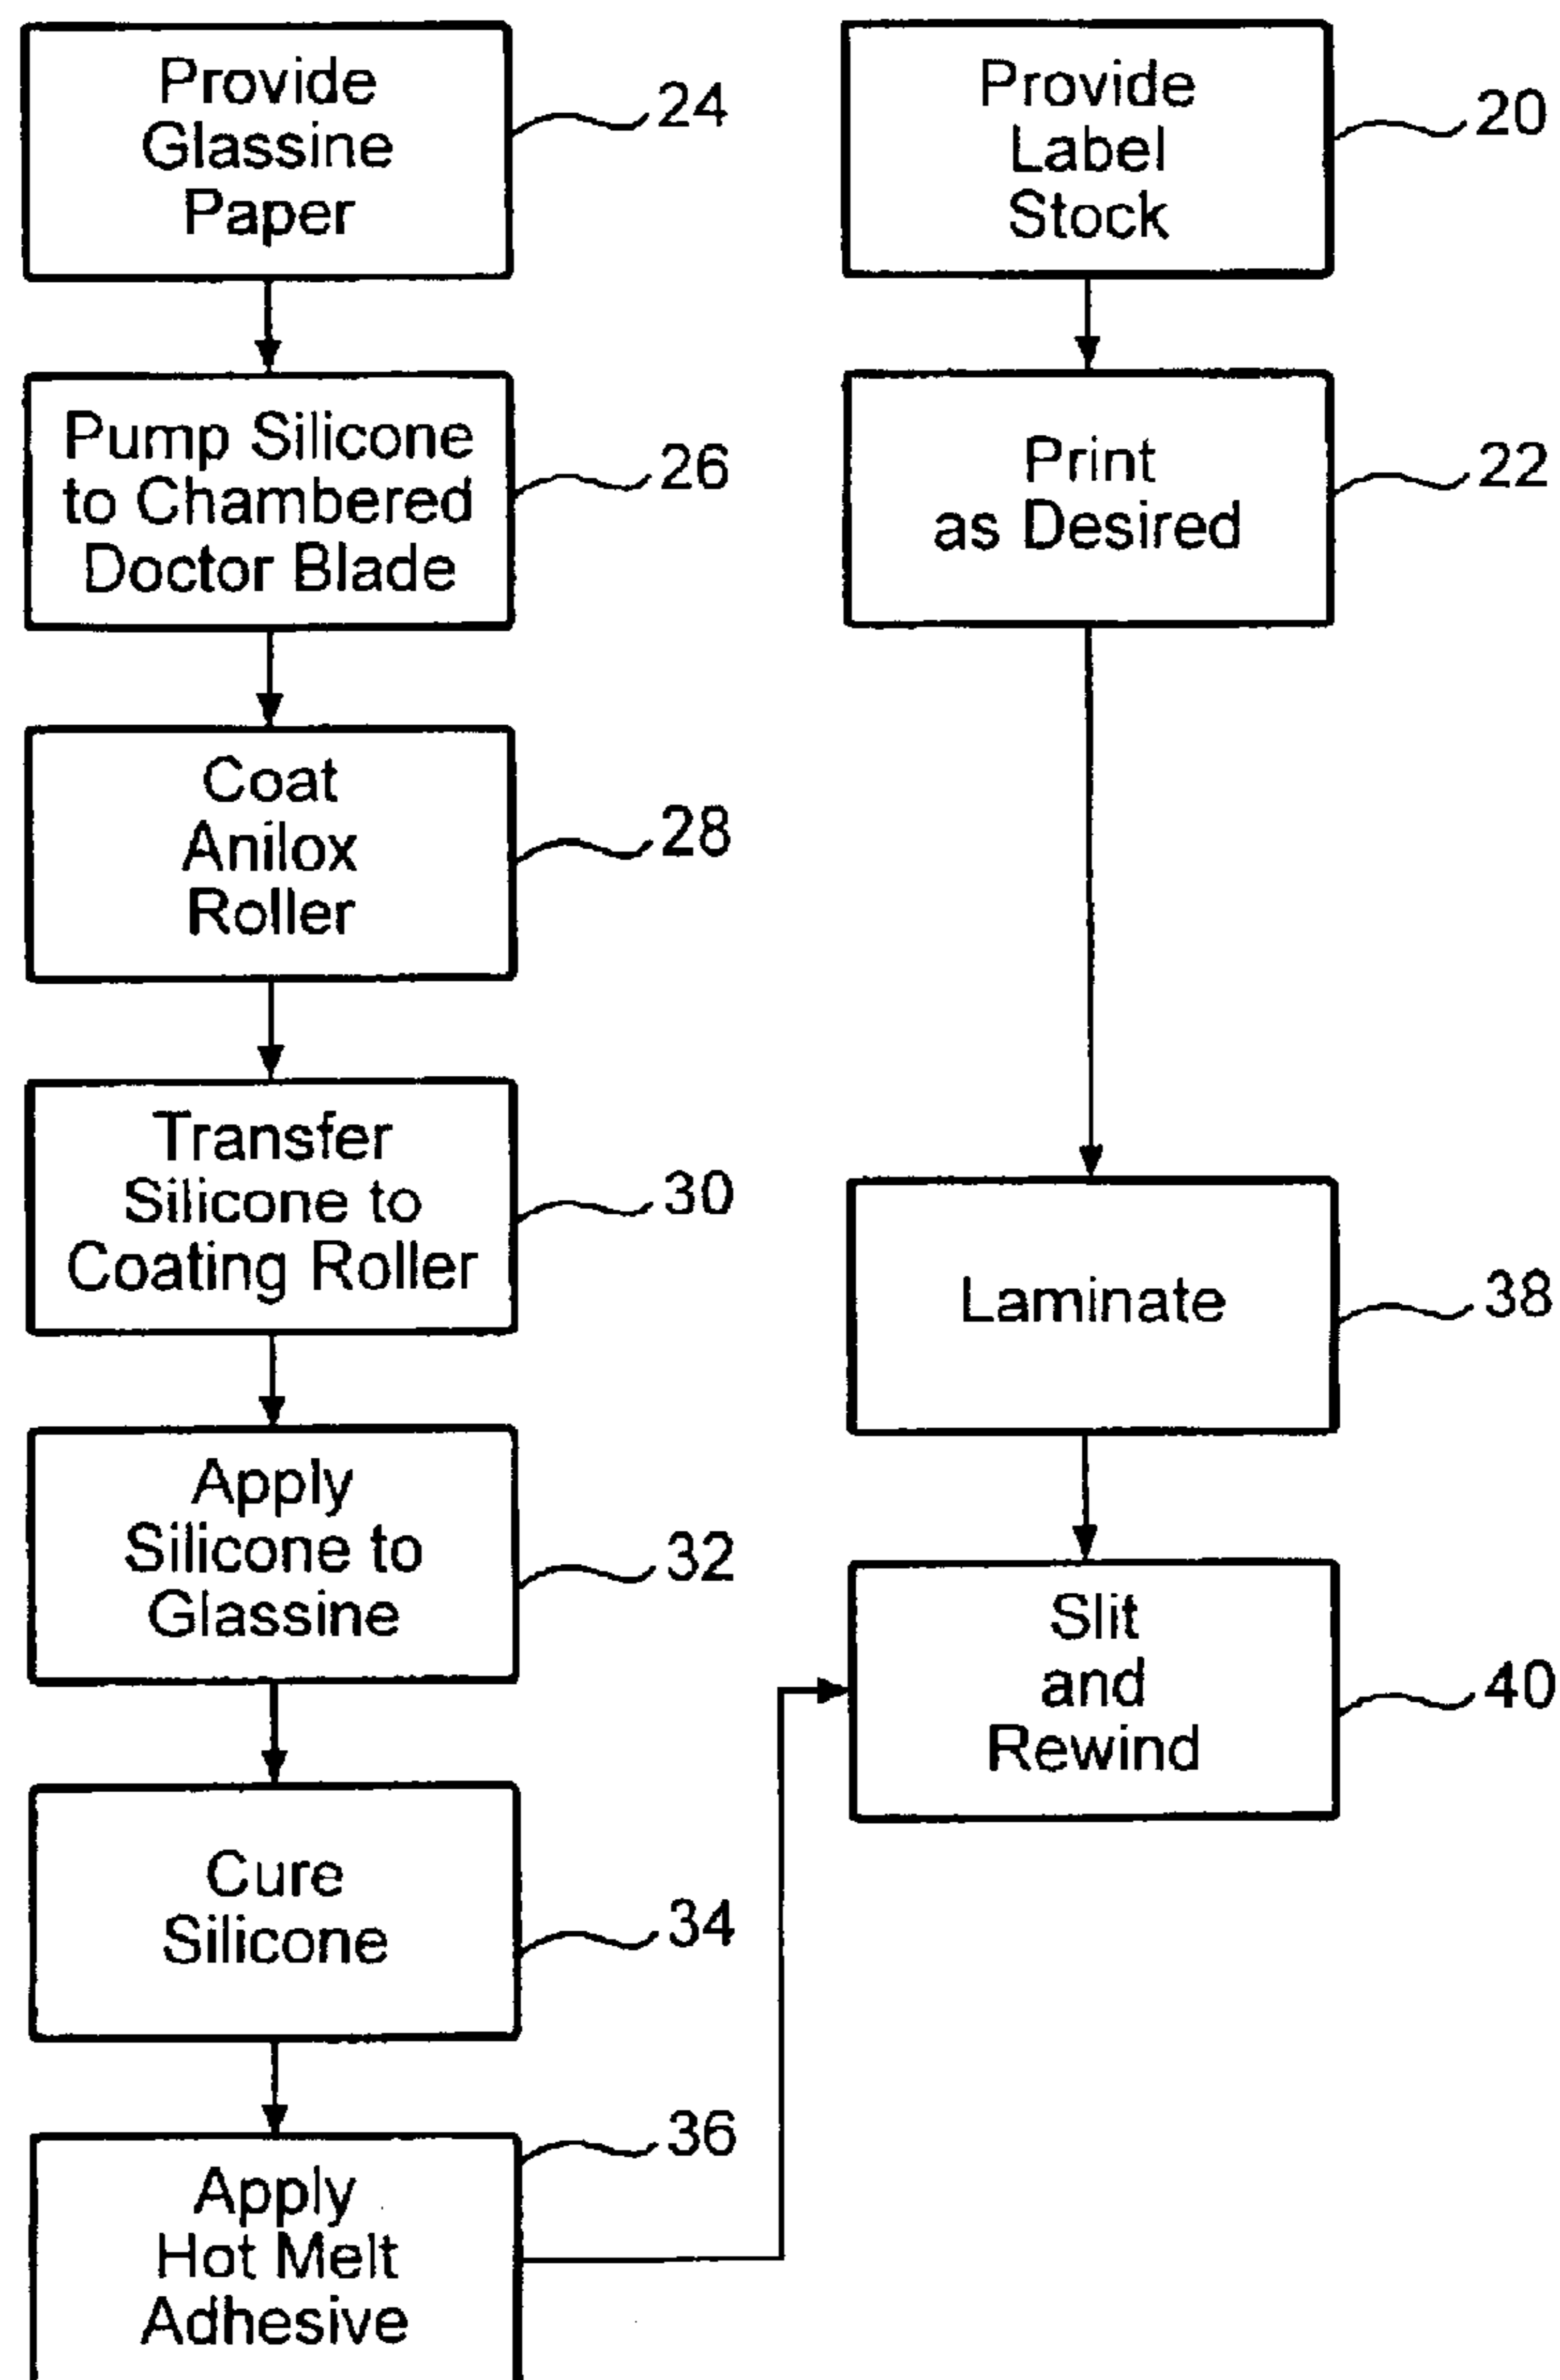 Provide
Glassine
Paper
24
Pump Silicone
to Chambered
Doctor Blade
26
Coat
Anilox
Roller
28
Transfer
Silicone to
Coating Roller
30
Apply
Silicone to
Glassine
32
Cure
Silicone
34
Apply
Hot Melt
Adhesive
36
Provide
Label
Stock
20
Print
as Desired
22
Laminate
38
Slit
and
Rewind
40